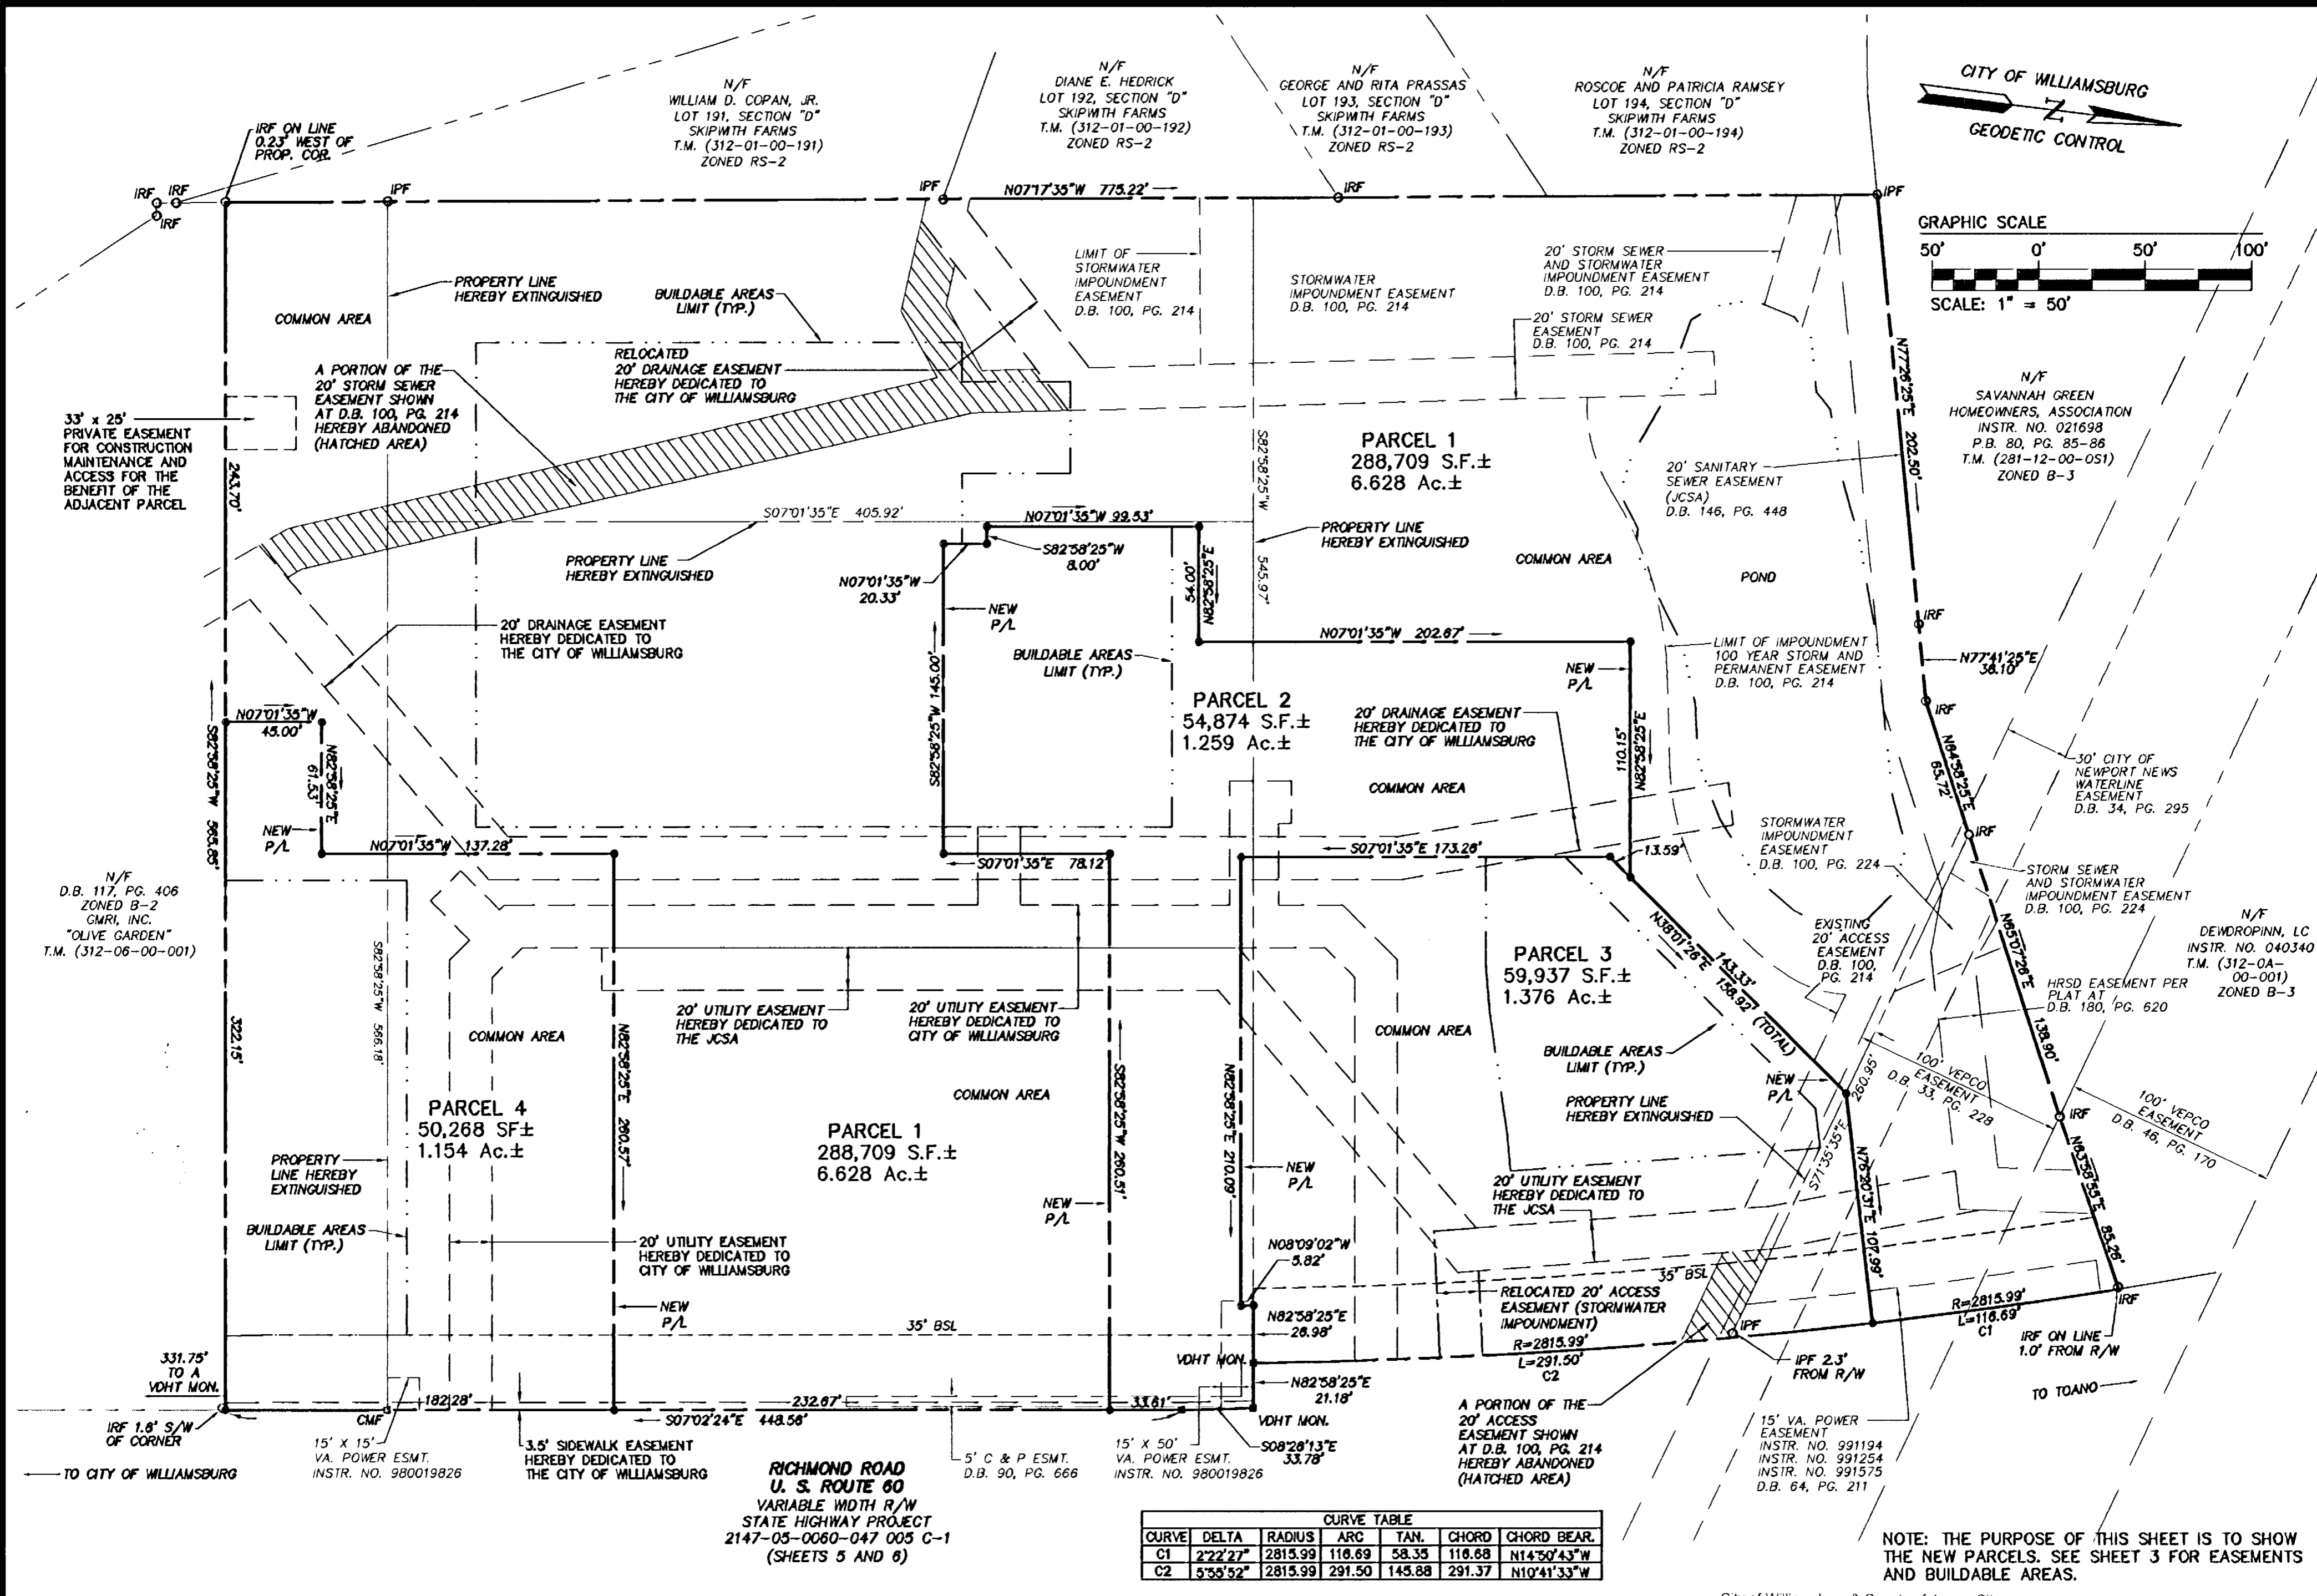 N/F
WILLIAM D. COPAN, JR.
LOT 191, SECTION "D"
SKIPWITH FARMS
T.M. (312-01-00-191)
ZONED RS-2
N/F
DIANE E. HEDRICK
LOT 192, SECTION "D"
SKIPWITH FARMS
T.M. (312-01-00-192)
ZONED RS-2
N/F
GEORGE AND RITA PRASSAS
LOT 193, SECTION "D"
SKIPWITH FARMS
T.M. (312-01-00-193)
ZONED RS-2
N/F
ROSCOE AND PATRICIA RAMSEY
LOT 194, SECTION "D"
SKIPWITH FARMS
T.M. (312-01-00-194)
ZONED RS-2
CITY OF WILLIAMSBURG
Z
GEODETIC CONTROL
IRF ON LINE
0.23' WEST OF
PROP. COR.
IRF
IRF
IRF
IPF
IPF
N07°17'35"W 775.22'
IRF
IPF
GRAPHIC SCALE
50' 0' 50' 100'
SCALE: 1" = 50'
PROPERTY LINE
HEREBY EXTINGUISHED
COMMON AREA
BUILDABLE AREAS
LIMIT (TYP.)
LIMIT OF
STORMWATER
IMPOUNDMENT
EASEMENT
D.B. 100, PG. 214
STORMWATER
IMPOUNDMENT EASEMENT
D.B. 100, PG. 214
20' STORM SEWER
AND STORMWATER
IMPOUNDMENT EASEMENT
D.B. 100, PG. 214
20' STORM SEWER
EASEMENT
D.B. 100, PG. 214
RELOCATED
20' DRAINAGE EASEMENT
HEREBY DEDICATED TO
THE CITY OF WILLIAMSBURG
A PORTION OF THE
20' STORM SEWER
EASEMENT SHOWN
AT D.B. 100, PG. 214
HEREBY ABANDONED
(HATCHED AREA)
33' x 25'
PRIVATE EASEMENT
FOR CONSTRUCTION
MAINTENANCE AND
ACCESS FOR THE
BENEFIT OF THE
ADJACENT PARCEL
243.70'
N77°26'25"E 202.50'
N/F
SAVANNAH GREEN
HOMEOWNERS, ASSOCIATION
INSTR. NO. 021698
P.B. 80, PG. 85-86
T.M. (281-12-00-0S1)
ZONED B-3
PARCEL 1
288,709 S.F.±
6.628 Ac.±
20' SANITARY
SEWER EASEMENT
(JCSA)
D.B. 146, PG. 448
S82°58'25"W 545.97'
S07°01'35"E 405.92'
N07°01'35"W 99.53'
PROPERTY LINE
HEREBY EXTINGUISHED
PROPERTY LINE
HEREBY EXTINGUISHED
S82°58'25"W
8.00'
54.00'
N82°58'25"E
COMMON AREA
POND
N07°01'35"W
20.33'
NEW
P/L
IRF
20' DRAINAGE EASEMENT
HEREBY DEDICATED TO
THE CITY OF WILLIAMSBURG
S82°58'25"W 145.00'
N07°01'35"W 202.67'
BUILDABLE AREAS
LIMIT (TYP.)
NEW
P/L
LIMIT OF IMPOUNDMENT
100 YEAR STORM AND
PERMANENT EASEMENT
D.B. 100, PG. 214
N77°41'25"E
38.10'
IRF
PARCEL 2
54,874 S.F.±
1.259 Ac.±
20' DRAINAGE EASEMENT
HEREBY DEDICATED TO
THE CITY OF WILLIAMSBURG
COMMON AREA
110.15'
N82°58'25"E
N07°01'35"W
45.00'
N82°58'25"E
61.53'
S82°58'25"W 565.85'
NEW
P/L
N07°01'35"W 137.28'
S07°01'35"E 78.12'
S07°01'35"E 173.26'
13.59'
N64°58'25"E
65.72'
30' CITY OF
NEWPORT NEWS
WATERLINE
EASEMENT
D.B. 34, PG. 295
IRF
STORMWATER
IMPOUNDMENT
EASEMENT
D.B. 100, PG. 224
STORM SEWER
AND STORMWATER
IMPOUNDMENT EASEMENT
D.B. 100, PG. 224
N/F
D.B. 117, PG. 406
ZONED B-2
GMRI, INC.
"OLIVE GARDEN"
T.M. (312-06-00-001)
N/F
DEWDROPINN, LC
INSTR. NO. 040340
T.M. (312-0A-
00-001)
ZONED B-3
S82°58'25"W 566.18'
322.15'
PARCEL 3
59,937 S.F.±
1.376 Ac.±
N38°01'26"E 143.33'
156.92' (TOTAL)
EXISTING
20' ACCESS
EASEMENT
D.B. 100,
PG. 214
N65°07'26"E 138.90'
HRSD EASEMENT PER
PLAT AT
D.B. 180, PG. 620
20' UTILITY EASEMENT
HEREBY DEDICATED TO
THE JCSA
20' UTILITY EASEMENT
HEREBY DEDICATED TO
CITY OF WILLIAMSBURG
COMMON AREA
COMMON AREA
COMMON AREA
N82°58'25"E 260.57'
S82°58'25"W 260.51'
N82°58'25"E 210.09'
BUILDABLE AREAS
LIMIT (TYP.)
NEW
P/L
PROPERTY LINE
HEREBY EXTINGUISHED
260.95'
S71°35'35"E
100' VEPCO
EASEMENT
D.B. 33, PG. 228
100' VEPCO
EASEMENT
D.B. 46, PG. 170
IRF
PARCEL 4
50,268 SF±
1.154 Ac.±
PARCEL 1
288,709 S.F.±
6.628 Ac.±
PROPERTY
LINE HEREBY
EXTINGUISHED
BUILDABLE AREAS
LIMIT (TYP.)
NEW
P/L
NEW
P/L
20' UTILITY EASEMENT
HEREBY DEDICATED TO
THE JCSA
N76°20'31"E 107.99'
N63°58'55"E 85.26'
20' UTILITY EASEMENT
HEREBY DEDICATED TO
CITY OF WILLIAMSBURG
NEW
P/L
N08°09'02"W
5.82'
35' BSL
35' BSL
RELOCATED 20' ACCESS
EASEMENT (STORMWATER
IMPOUNDMENT)
N82°58'25"E
28.98'
VDHT MON.
N82°58'25"E
21.18'
R=2815.99'
L=291.50'
C2
IPF
IPF 2.3'
FROM R/W
R=2815.99'
L=116.69'
C1
IRF
IRF ON LINE
1.0' FROM R/W
TO TOANO
331.75'
TO A
VDHT MON.
IRF 1.6' S/W
OF CORNER
CMF
182.28'
232.67'
33.61'
S07°02'24"E 448.56'
VDHT MON.
S08°26'13"E
33.78'
TO CITY OF WILLIAMSBURG
15' X 15'
VA. POWER ESMT.
INSTR. NO. 980019826
3.5' SIDEWALK EASEMENT
HEREBY DEDICATED TO
THE CITY OF WILLIAMSBURG
RICHMOND ROAD
U. S. ROUTE 60
VARIABLE WIDTH R/W
STATE HIGHWAY PROJECT
2147-05-0060-047 005 C-1
(SHEETS 5 AND 6)
5' C & P ESMT.
D.B. 90, PG. 666
15' X 50'
VA. POWER ESMT.
INSTR. NO. 980019826
A PORTION OF THE
20' ACCESS
EASEMENT SHOWN
AT D.B. 100, PG. 214
HEREBY ABANDONED
(HATCHED AREA)
15' VA. POWER
EASEMENT
INSTR. NO. 991194
INSTR. NO. 991254
INSTR. NO. 991575
D.B. 64, PG. 211
CURVE TABLE
CURVE DELTA RADIUS ARC TAN. CHORD CHORD BEAR.
C1 2°22'27" 2815.99 116.69 58.35 116.68 N14°50'43"W
C2 5°55'52" 2815.99 291.50 145.88 291.37 N10°41'33"W
NOTE: THE PURPOSE OF THIS SHEET IS TO SHOW
THE NEW PARCELS. SEE SHEET 3 FOR EASEMENTS
AND BUILDABLE AREAS.